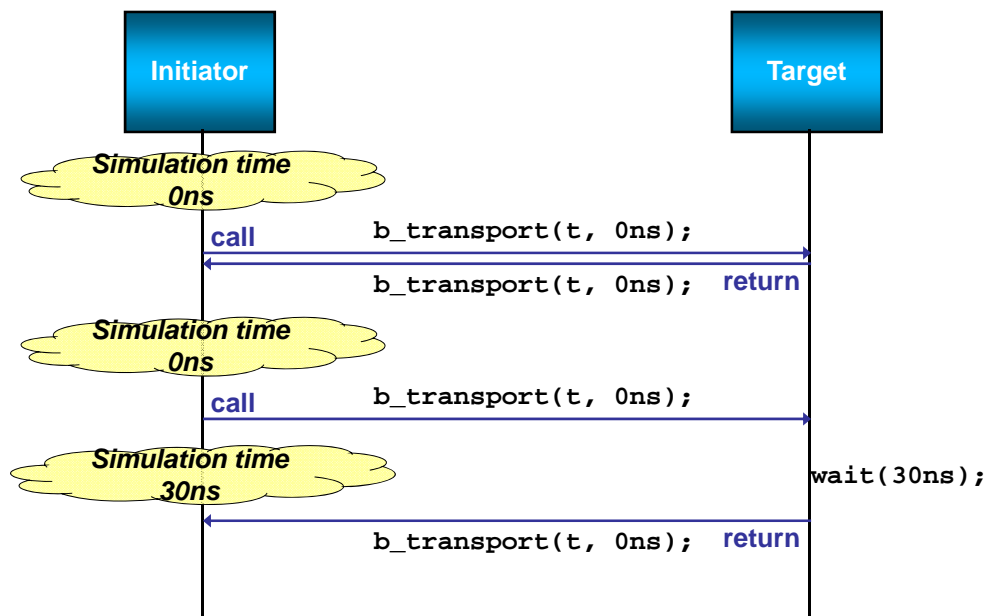 Initiator
Target
Simulation time
0ns
b_transport(t, 0ns);
call
b_transport(t, 0ns);
return
Simulation time
0ns
b_transport(t, 0ns);
call
Simulation time
30ns
wait(30ns);
b_transport(t, 0ns);
return